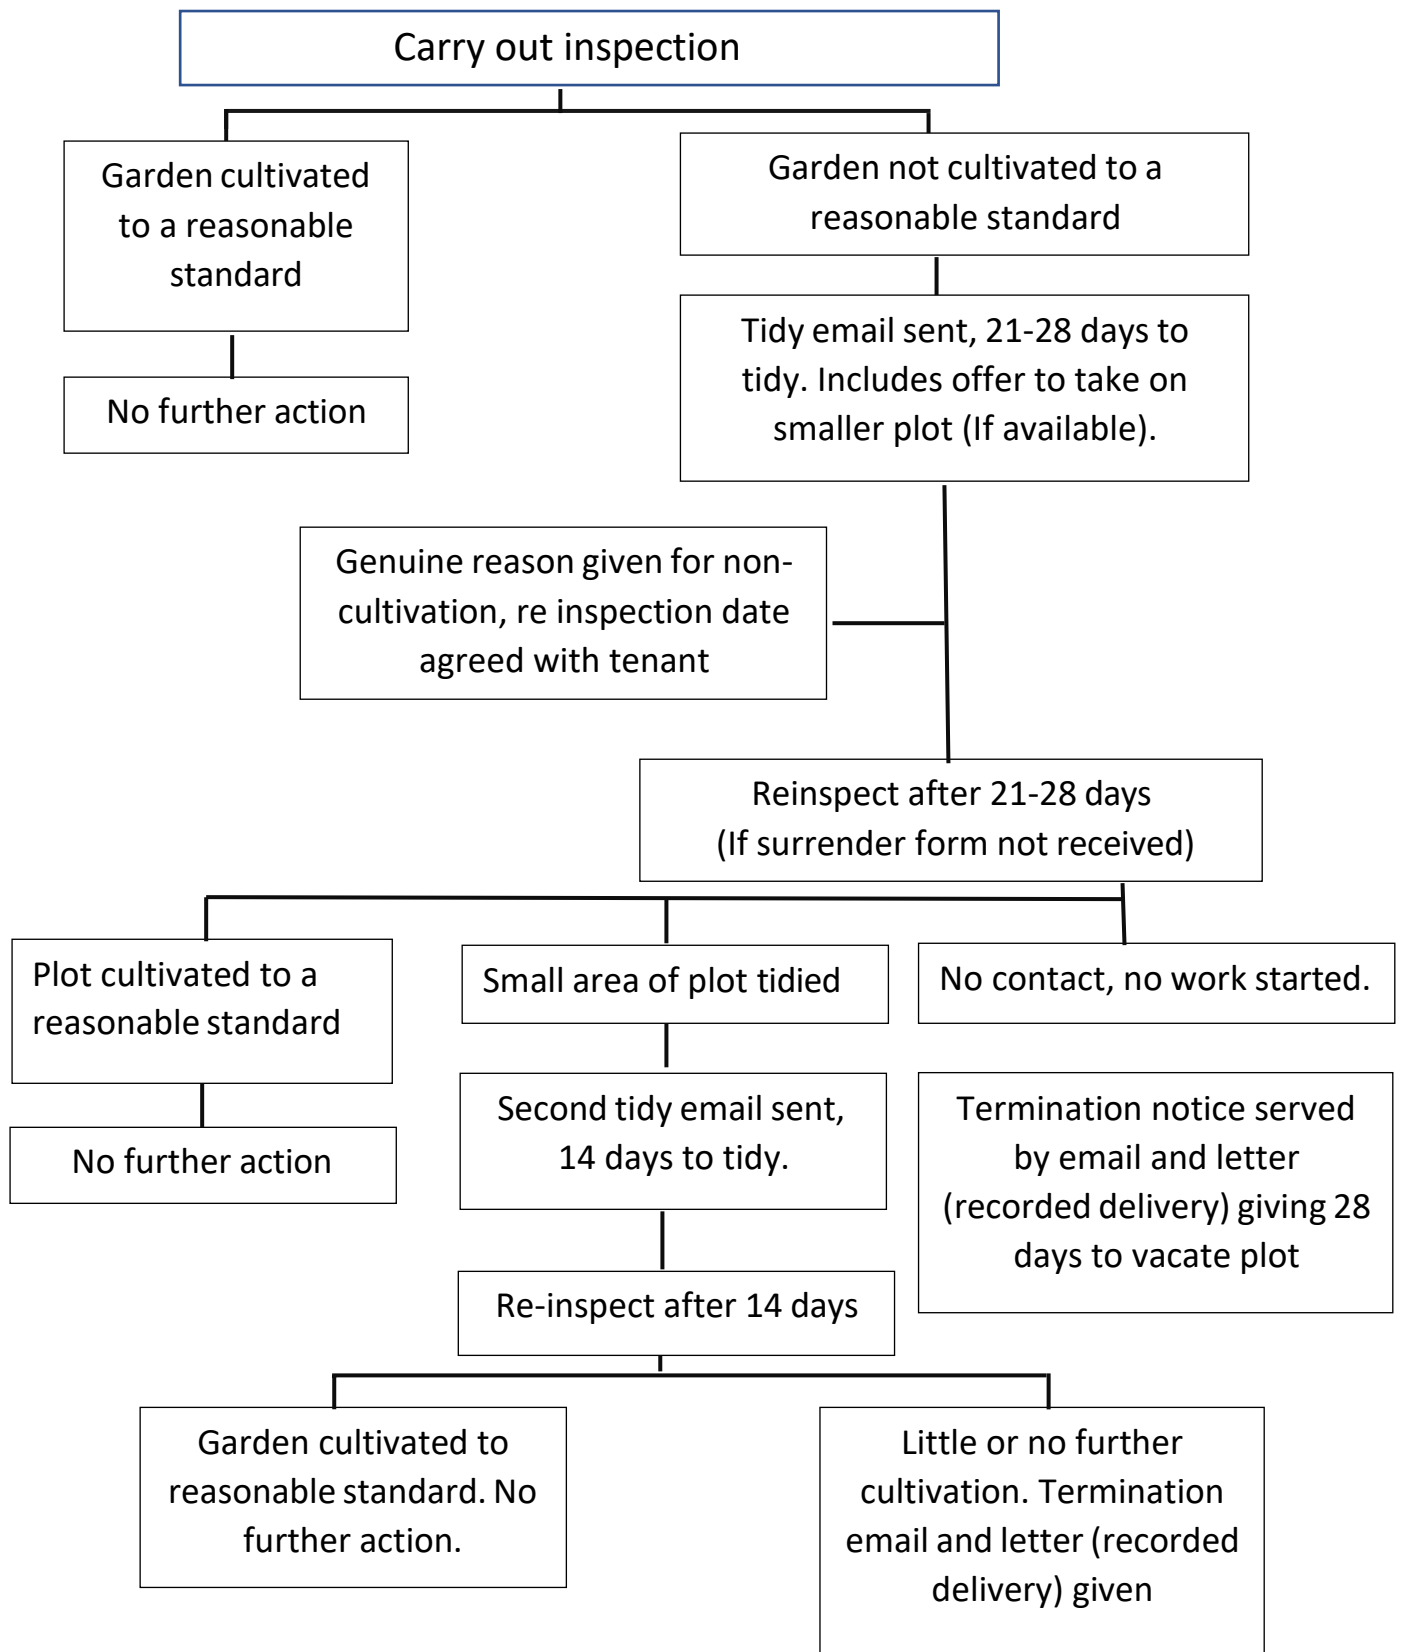 Carry out inspection
Garden cultivated
to a reasonable
standard
No further action
Garden not cultivated to a
reasonable standard
Tidy email sent, 21-28 days to
tidy. Includes offer to take on
smaller plot (If available).
Genuine reason given for non-
cultivation, re inspection date
agreed with tenant
Reinspect after 21-28 days
(If surrender form not received)
Plot cultivated to a
reasonable standard
No further action
Small area of plot tidied
Second tidy email sent,
14 days to tidy.
Re-inspect after 14 days
No contact, no work started.
Termination notice served
by email and letter
(recorded delivery) giving 28
days to vacate plot
Garden cultivated to
reasonable standard. No
further action.
Little or no further
cultivation. Termination
email and letter (recorded
delivery) given